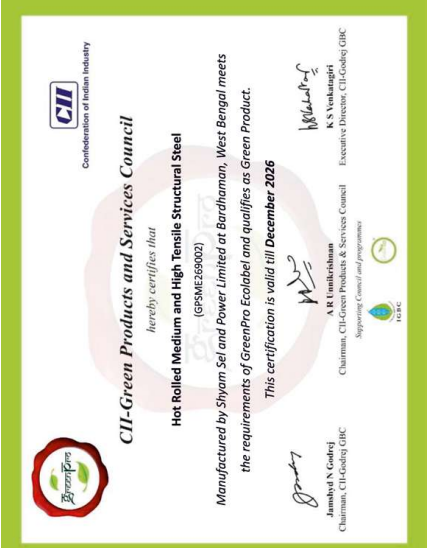 GreenPro
CII
Confederation of Indian Industry
CII-Green Products and Services Council
hereby certifies that
Hot Rolled Medium and High Tensile Structural Steel
(GPSME269002)
Manufactured by Shyam Sel and Power Limited at Bardhaman, West Bengal meets
the requirements of GreenPro Ecolabel and qualifies as Green Product.
This certification is valid till December 2026
Jamshyd N Godrej
Chairman, CII-Godrej GBC
A R Unnikrishnan
Chairman, CII-Green Products & Services Council
K S Venkatagiri
Executive Director, CII-Godrej GBC
Supporting Council and programmes
IGBC